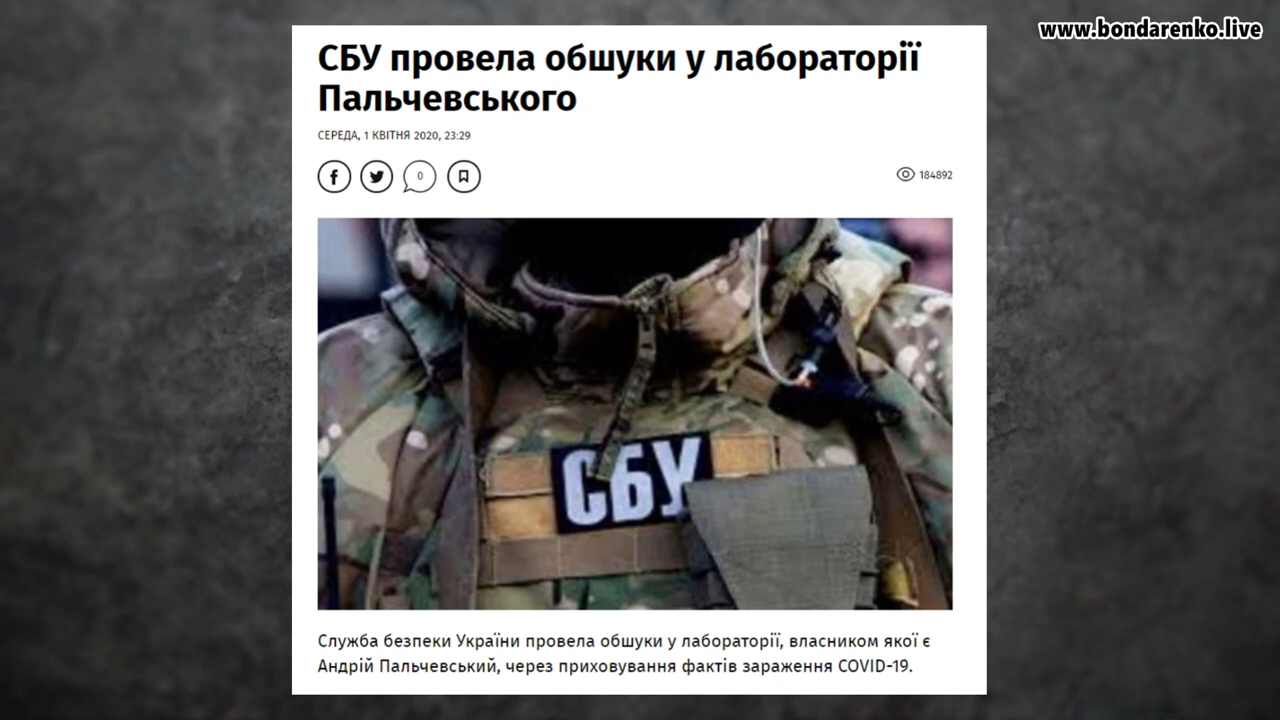 www.bondarenko.live
СБУ провела обшуки у лабораторії
Пальчевського
СЕРЕДА, 1 КВІТНЯ 2020, 23:29
0
184892
СБУ
Служба безпеки України провела обшуки у лабораторії, власником якої є
Андрій Пальчевський, через приховування фактів зараження COVID-19.